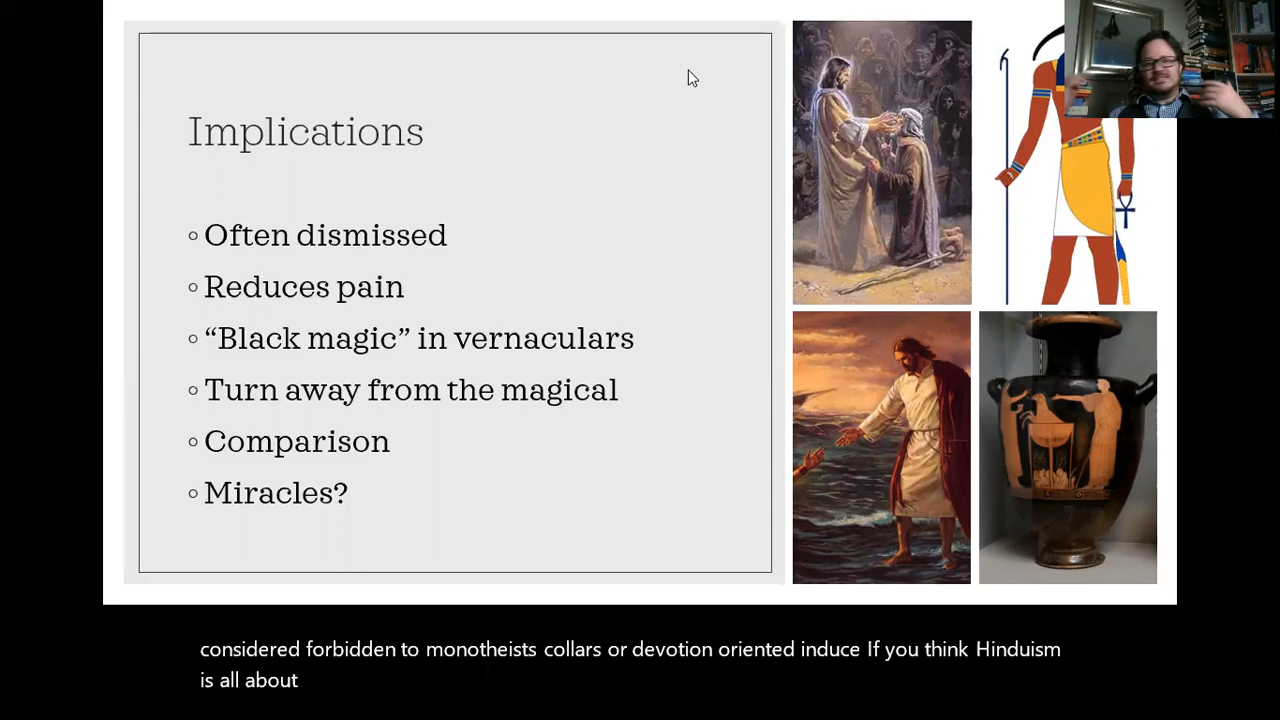 Implications
◦ Often dismissed
◦ Reduces pain
◦ “Black magic” in vernaculars
◦ Turn away from the magical
◦ Comparison
◦ Miracles?
considered forbidden to monotheists collars or devotion oriented induce If you think Hinduism
is all about